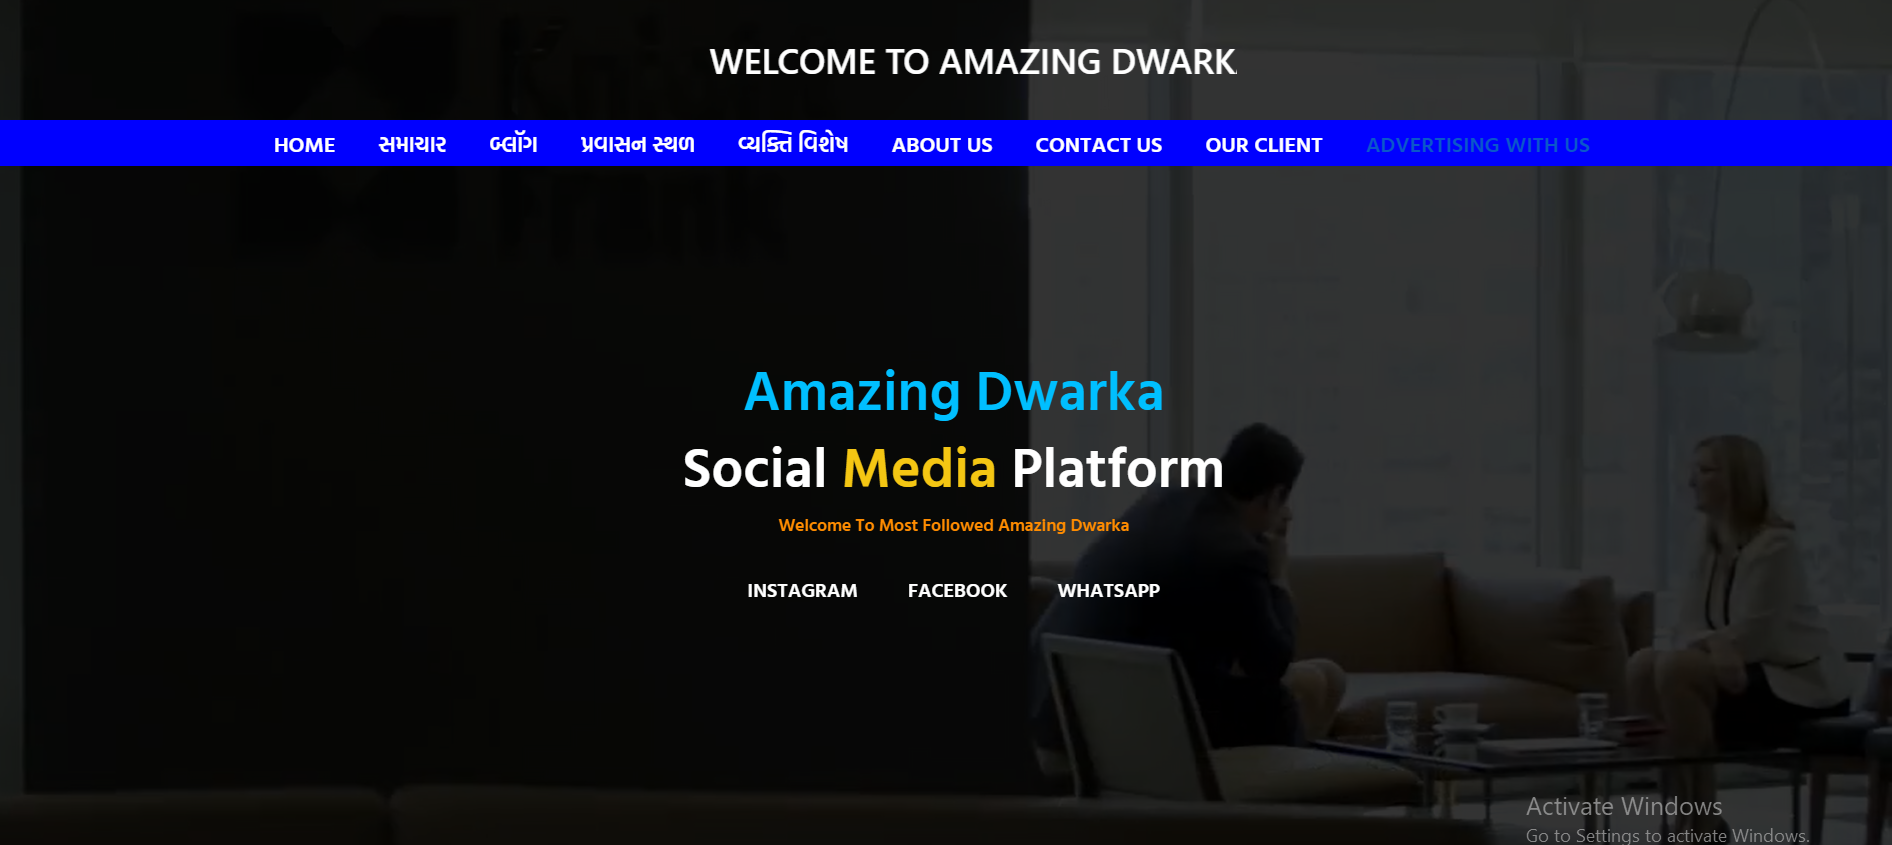 WELCOME TO AMAZING DWARK
HOME સમાચાર બ્લૉગ પ્રવાસન સ્થળ વ્યક્તિ વિશેષ ABOUT US CONTACT US OUR CLIENT ADVERTISING WITH US
Amazing Dwarka
Social Media Platform
Welcome To Most Followed Amazing Dwarka
INSTAGRAM FACEBOOK WHATSAPP
Activate Windows
Go to Settings to activate Windows.